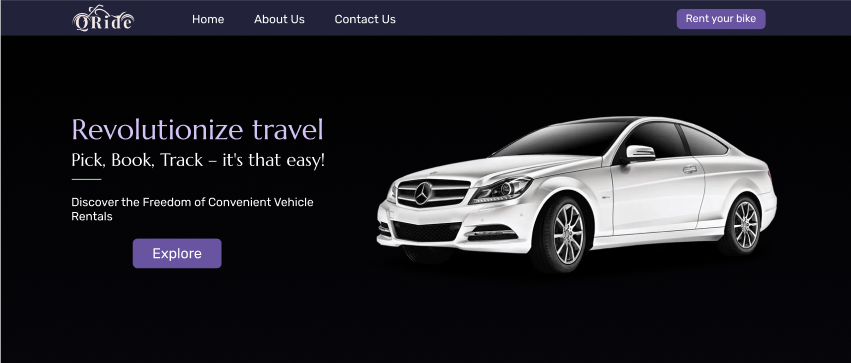 QRide
Home
About Us
Contact Us
Rent your bike
Revolutionize travel
Pick, Book, Track – it's that easy!
Discover the Freedom of Convenient Vehicle
Rentals
Explore